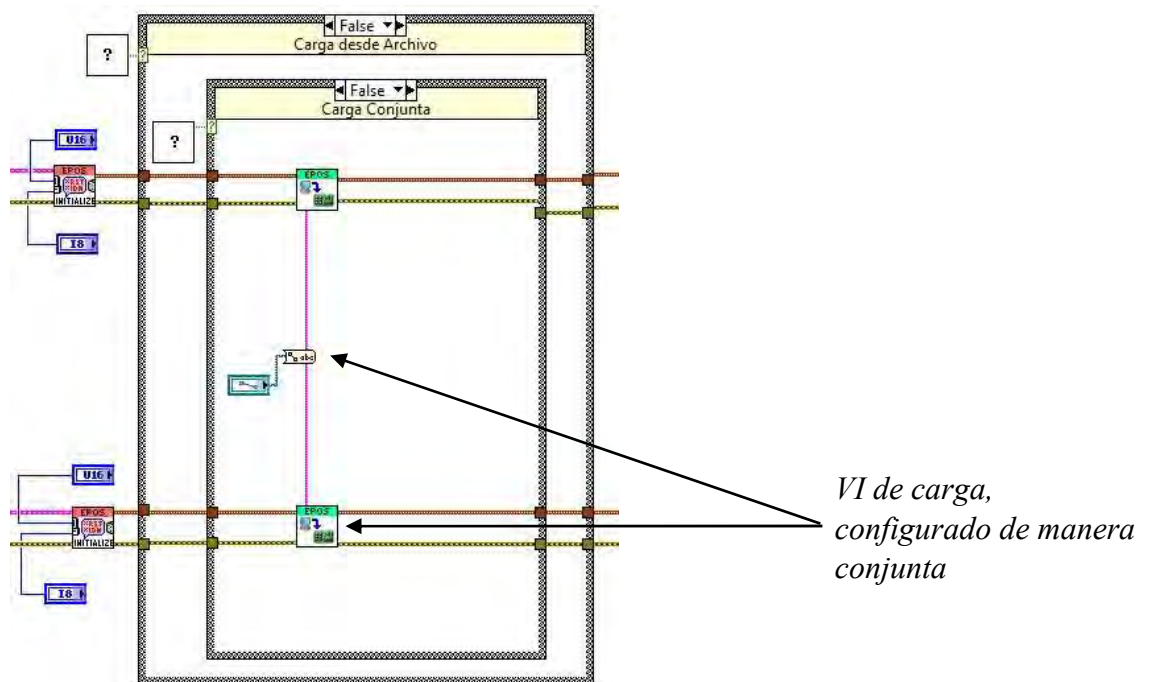 False
Carga desde Archivo
?
?
False
Carga Conjunta
?
?
U16
EPOS
INITIALIZE
I8
EPOS
abc
U16
EPOS
INITIALIZE
I8
EPOS
VI de carga,
configurado de manera
conjunta